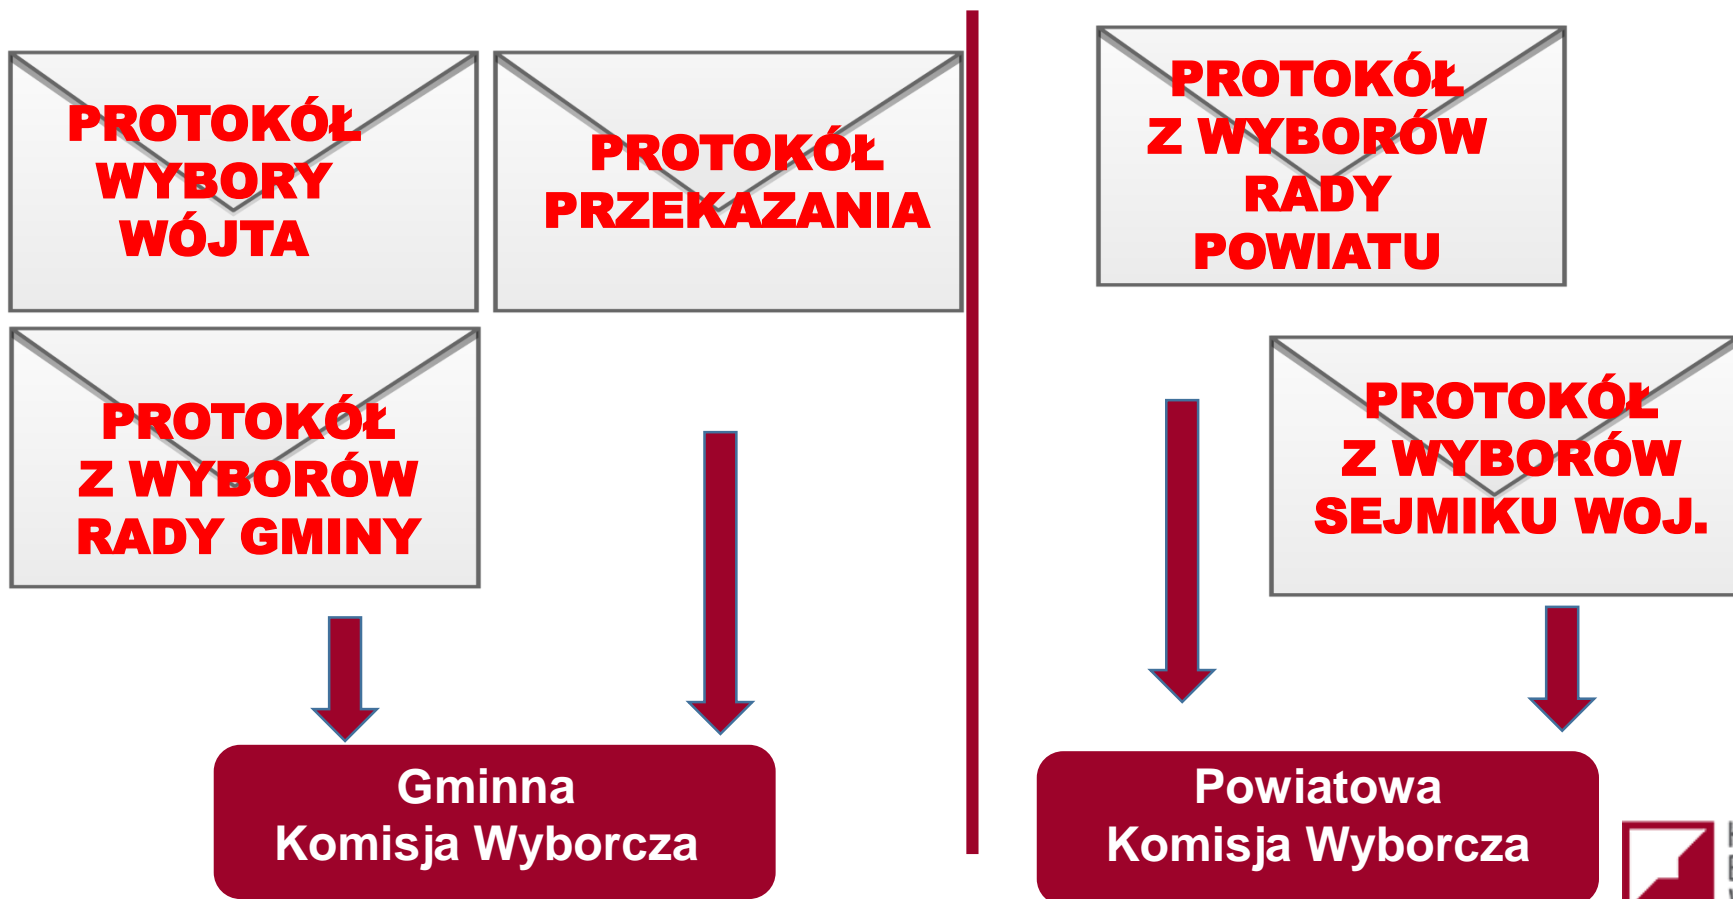 PROTOKÓŁ
WYBORY
WÓJTA
PROTOKÓŁ
PRZEKAZANIA
PROTOKÓŁ
Z WYBORÓW
RADY GMINY
Gminna
Komisja Wyborcza
PROTOKÓŁ
Z WYBORÓW
RADY
POWIATU
PROTOKÓŁ
Z WYBORÓW
SEJMIKU WOJ.
Powiatowa
Komisja Wyborcza